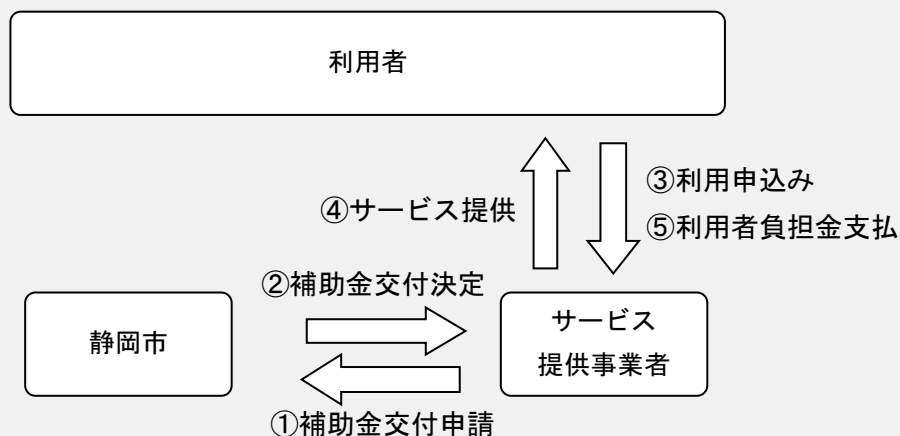 利用者
③利用申込み
④サービス提供
⑤利用者負担金支払
②補助金交付決定
静岡市
サービス
提供事業者
①補助金交付申請